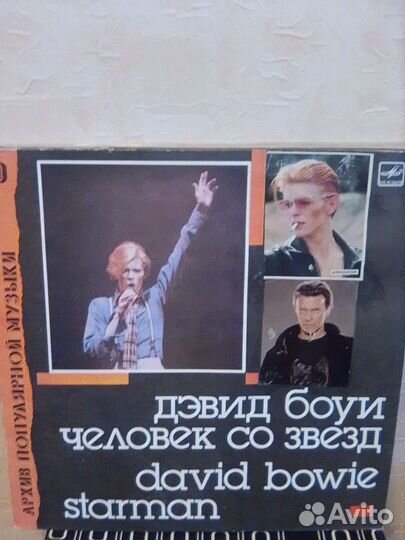 АРХИВ ПОПУЛЯРНОЙ МУЗЫКИ
дэвид боуи
человек со звезд
david bowie
starman
Avito